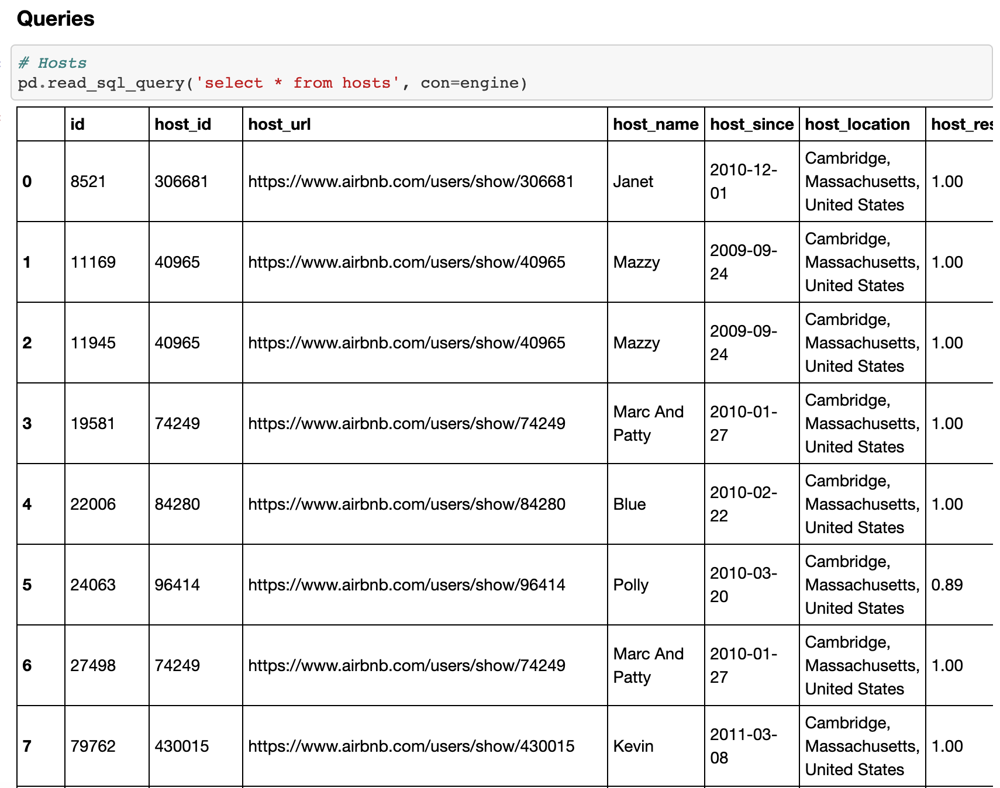 Queries
# Hosts
pd.read_sql_query('select * from hosts', con=engine)
id host_id host_url host_name host_since host_location host_res
0 8521 306681 https://www.airbnb.com/users/show/306681 Janet 2010-12-01 Cambridge, Massachusetts, United States 1.00
1 11169 40965 https://www.airbnb.com/users/show/40965 Mazzy 2009-09-24 Cambridge, Massachusetts, United States 1.00
2 11945 40965 https://www.airbnb.com/users/show/40965 Mazzy 2009-09-24 Cambridge, Massachusetts, United States 1.00
3 19581 74249 https://www.airbnb.com/users/show/74249 Marc And Patty 2010-01-27 Cambridge, Massachusetts, United States 1.00
4 22006 84280 https://www.airbnb.com/users/show/84280 Blue 2010-02-22 Cambridge, Massachusetts, United States 1.00
5 24063 96414 https://www.airbnb.com/users/show/96414 Polly 2010-03-20 Cambridge, Massachusetts, United States 0.89
6 27498 74249 https://www.airbnb.com/users/show/74249 Marc And Patty 2010-01-27 Cambridge, Massachusetts, United States 1.00
7 79762 430015 https://www.airbnb.com/users/show/430015 Kevin 2011-03-08 Cambridge, Massachusetts, United States 1.00